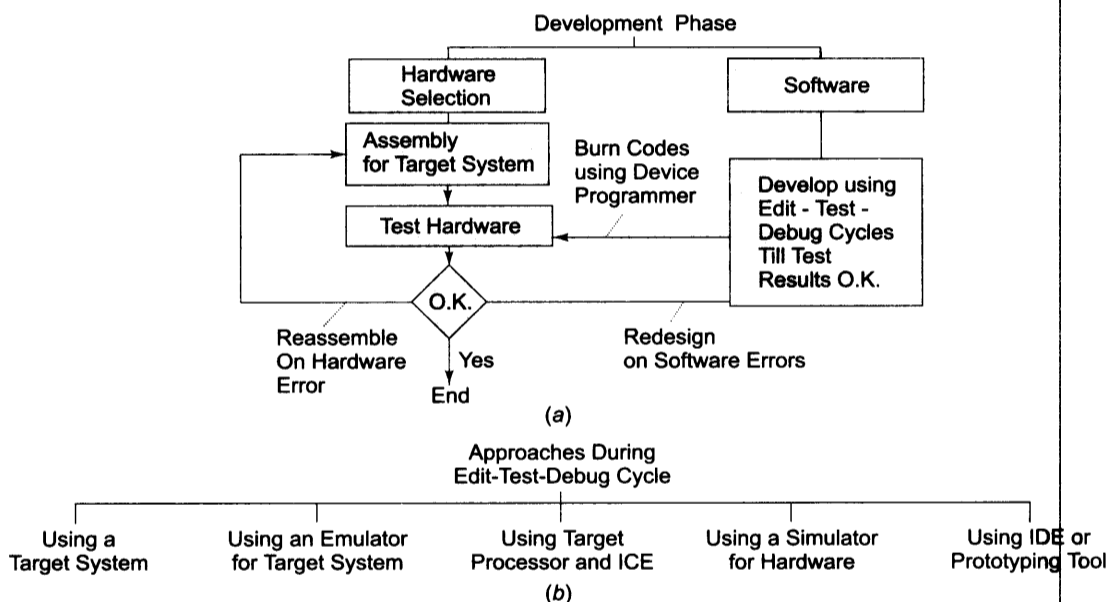 Development Phase
Hardware
Selection
Software
Assembly
for Target System
Burn Codes
using Device
Programmer
Develop using
Edit - Test -
Debug Cycles
Till Test
Results O.K.
Test Hardware
O.K.
Reassemble
On Hardware
Error
Redesign
on Software Errors
Yes
End
(a)
Approaches During
Edit-Test-Debug Cycle
Using a
Target System
Using an Emulator
for Target System
Using Target
Processor and ICE
Using a Simulator
for Hardware
Using IDE or
Prototyping Tool
(b)